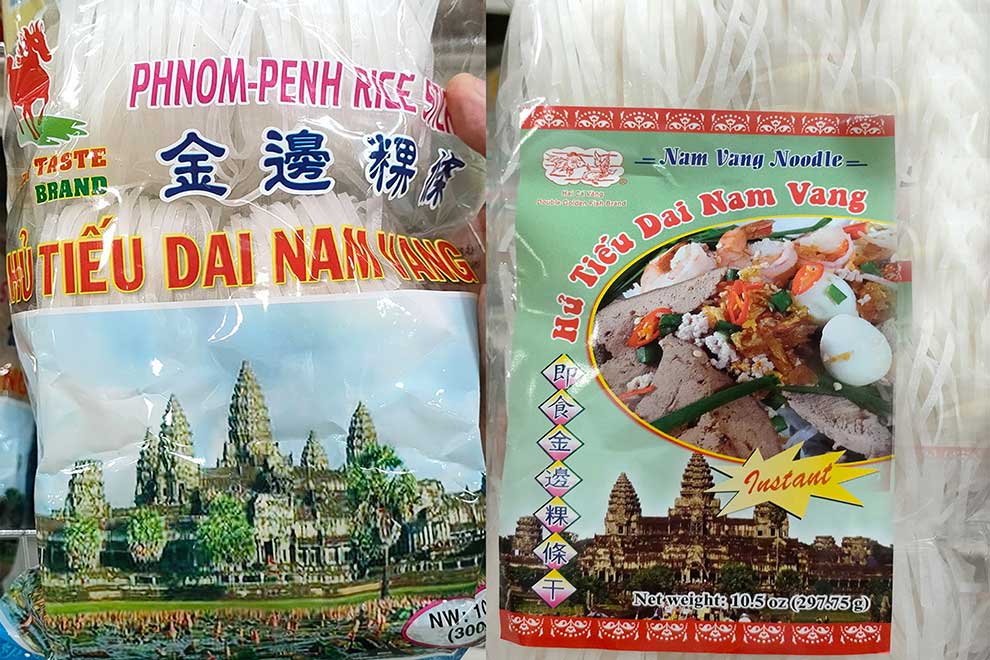 PHNOM-PENH RICE
金邊粿條
TASTE
BRAND
HỦ TIẾU DAI NAM VANG
NW:
Nam Vang Noodle
Hai Cá Vàng
Double Golden Fish Brand
Hủ Tiếu Dai Nam Vang
即食金邊粿條干
Instant
Net weight: 10.5 oz (297.75 g)